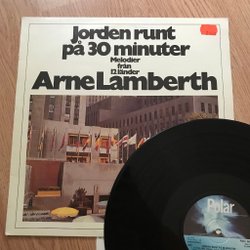 Jorden runt
på 30 minuter
Melodier
från
12 länder
Arne Lamberth
Polar